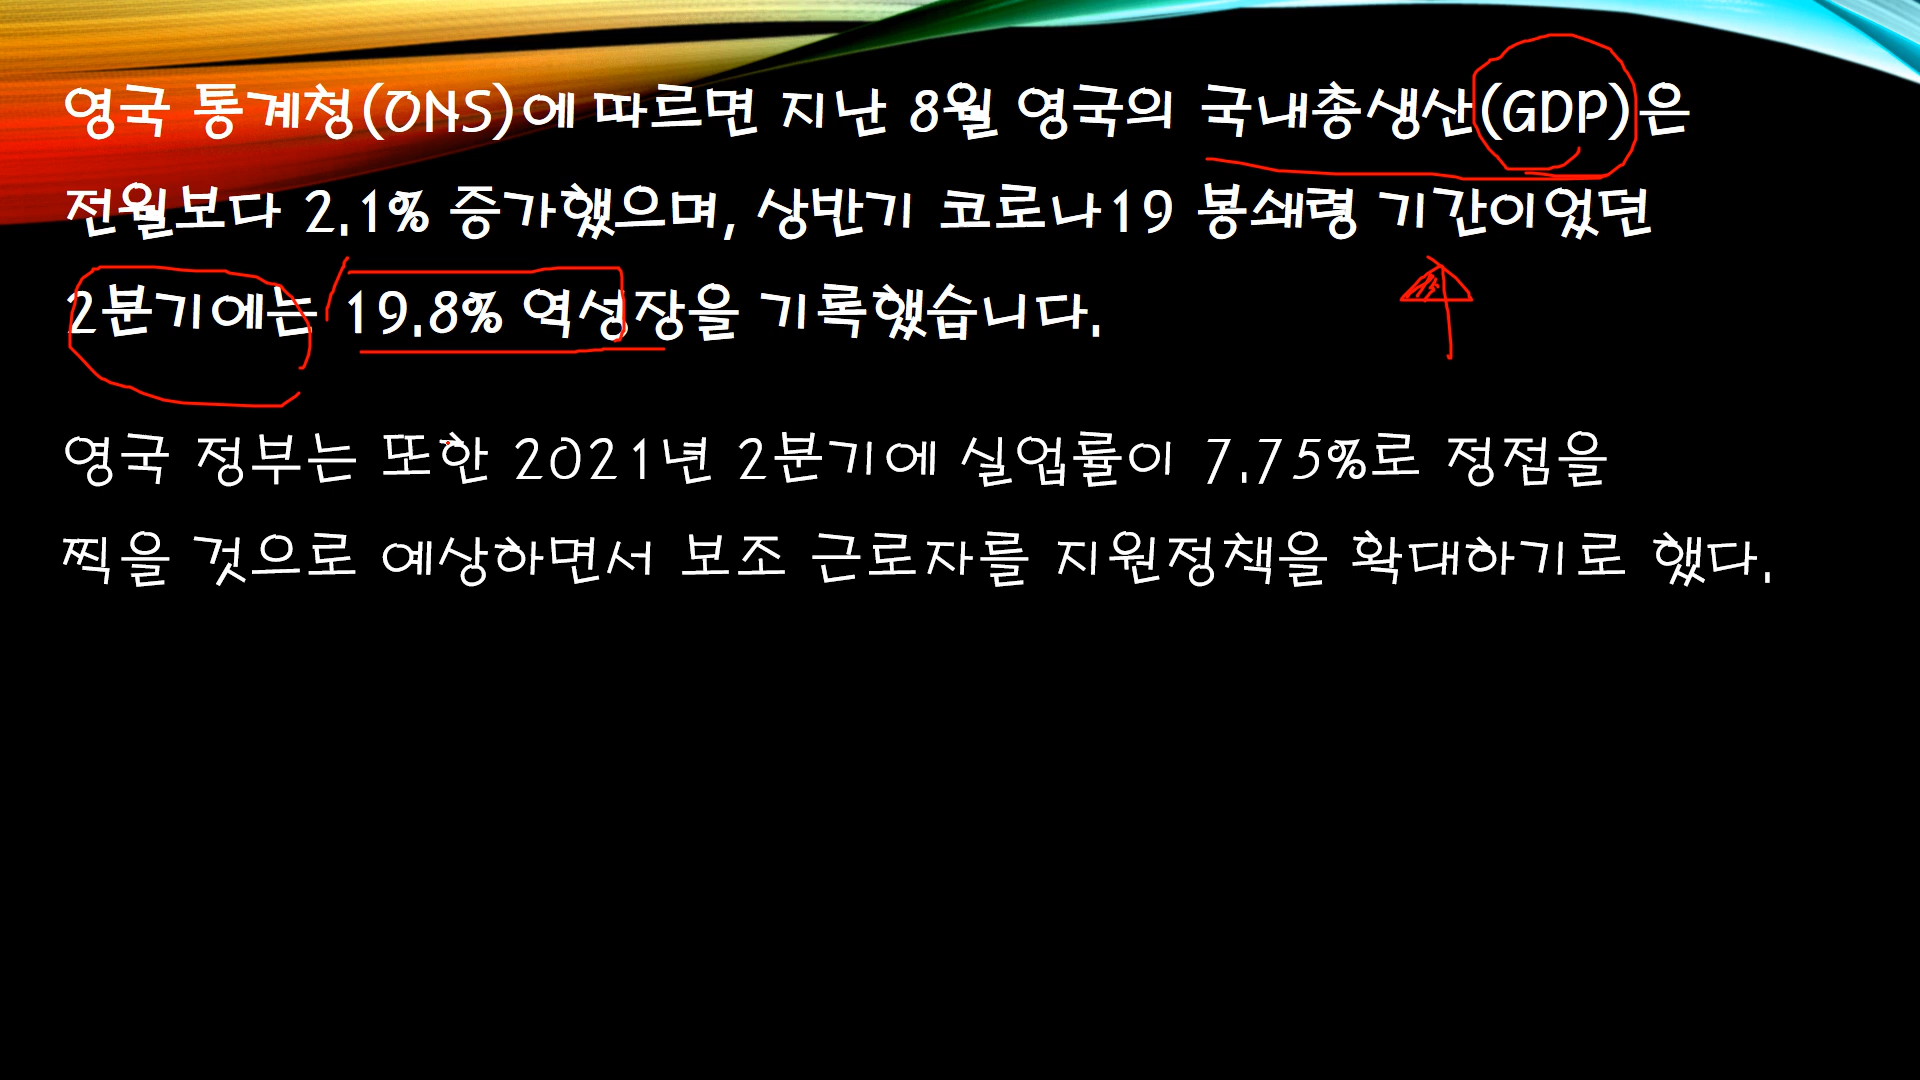 영국 통계청(ONS)에 따르면 지난 8월 영국의 국내총생산(GDP)은
전월보다 2.1% 증가했으며, 상반기 코로나19 봉쇄령 기간이었던
2분기에는 19.8% 역성장을 기록했습니다.
영국 정부는 또한 2021년 2분기에 실업률이 7.75%로 정점을
찍을 것으로 예상하면서 보조 근로자를 지원정책을 확대하기로 했다.